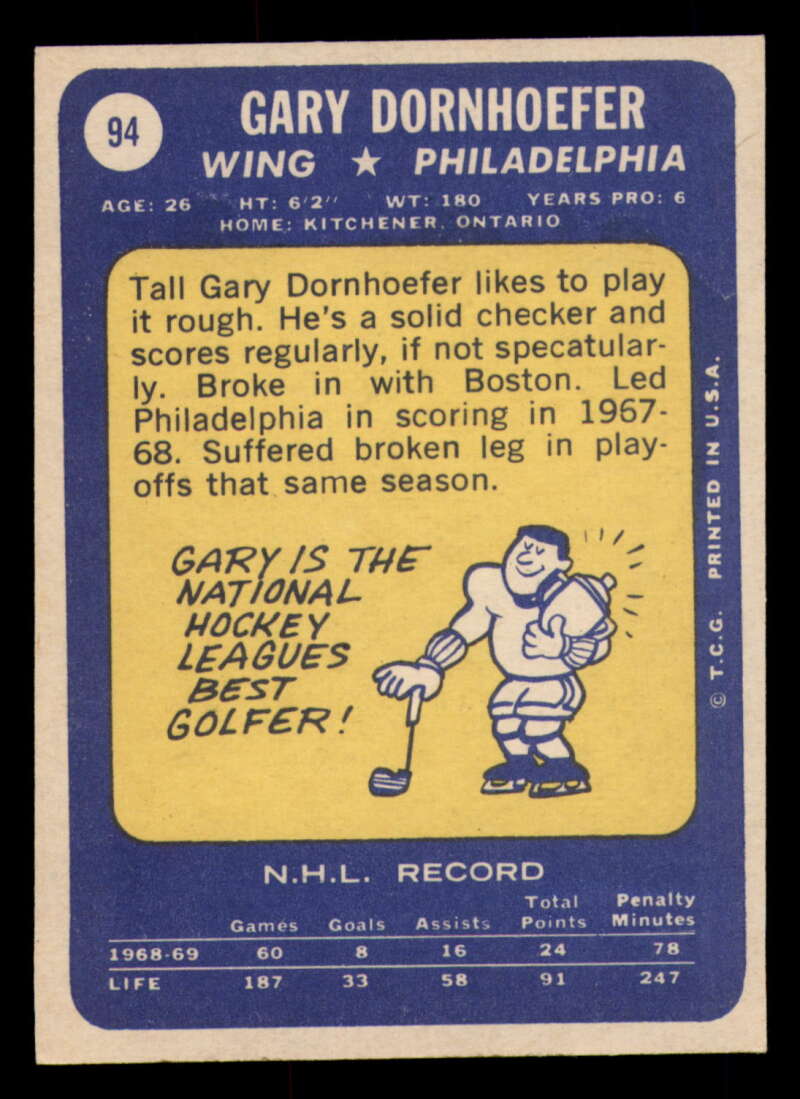 94
GARY DORNHOEFER
WING ★ PHILADELPHIA
AGE: 26 HT: 6'2" WT: 180 YEARS PRO: 6
HOME: KITCHENER, ONTARIO
Tall Gary Dornhoefer likes to play
it rough. He's a solid checker and
scores regularly, if not specatular-
ly. Broke in with Boston. Led
Philadelphia in scoring in 1967-
68. Suffered broken leg in play-
offs that same season.
GARY IS THE
NATIONAL
HOCKEY
LEAGUES
BEST
GOLFER!
© T.C.G. PRINTED IN U.S.A.
N.H.L. RECORD
Games Goals Assists Total Points Penalty Minutes
1968-69 60 8 16 24 78
LIFE 187 33 58 91 247